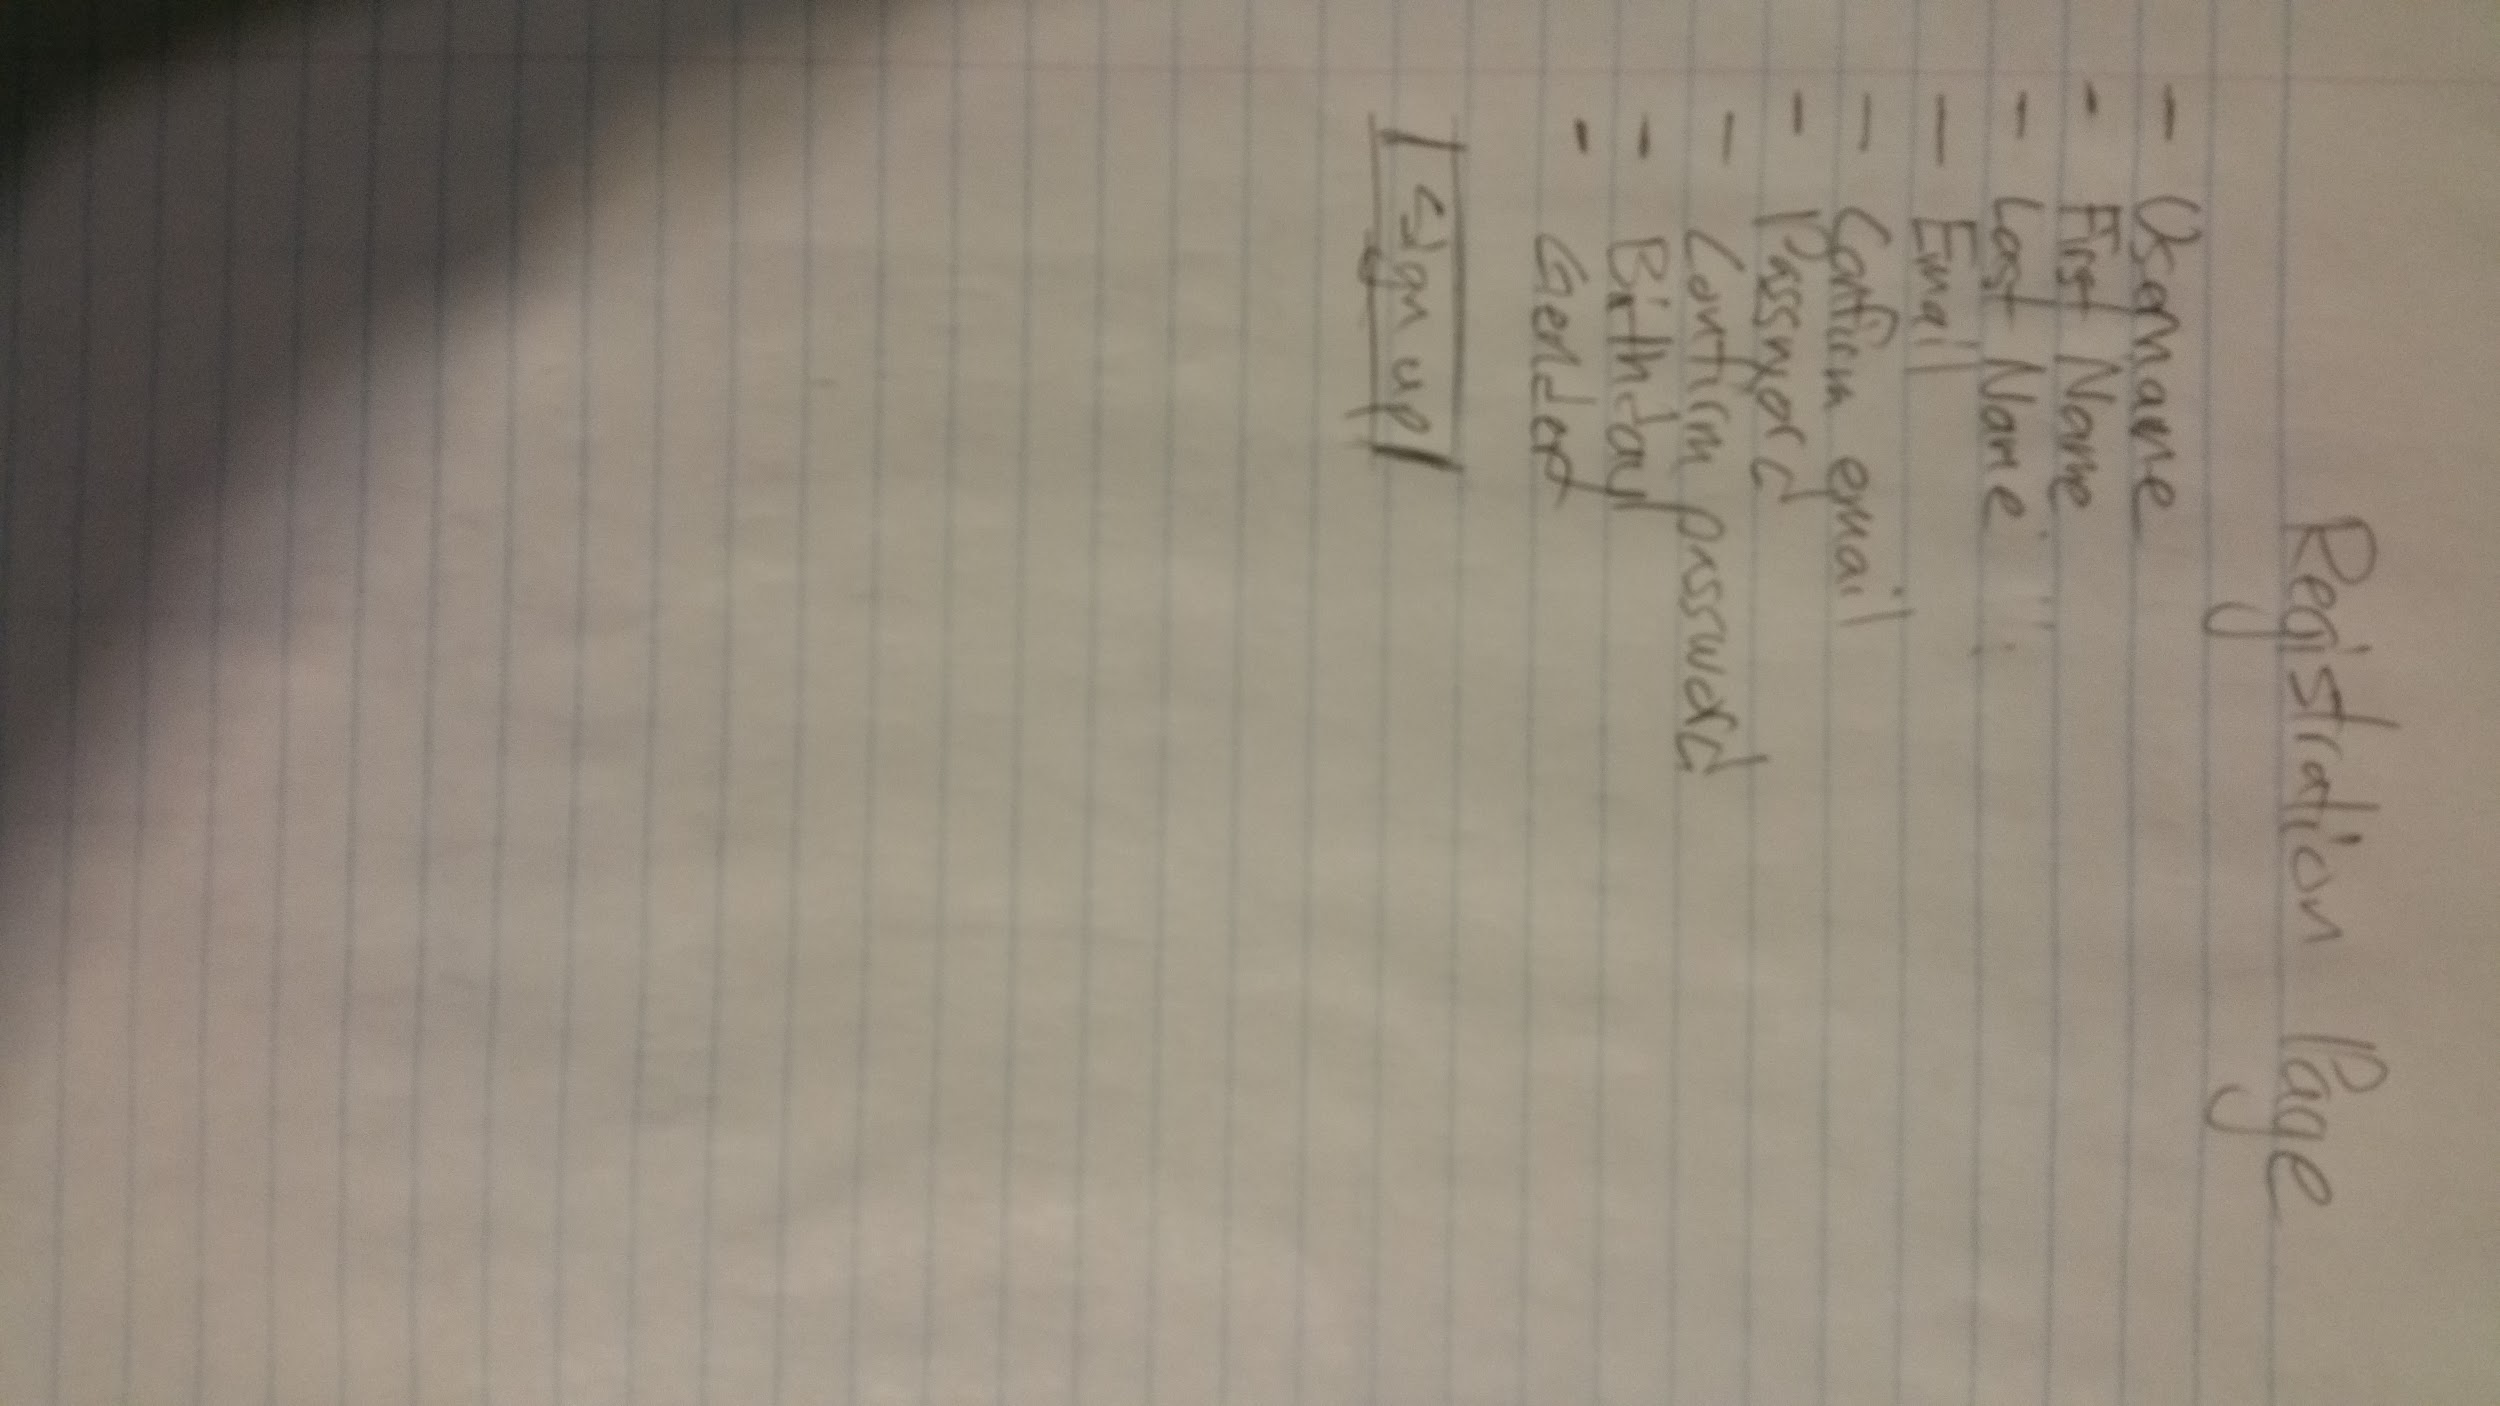 Registration Page
- Username
- First Name
- Last Name
- Email
- Confirm email
- Password
- Confirm password
- Birthday
- Gender
Sign up